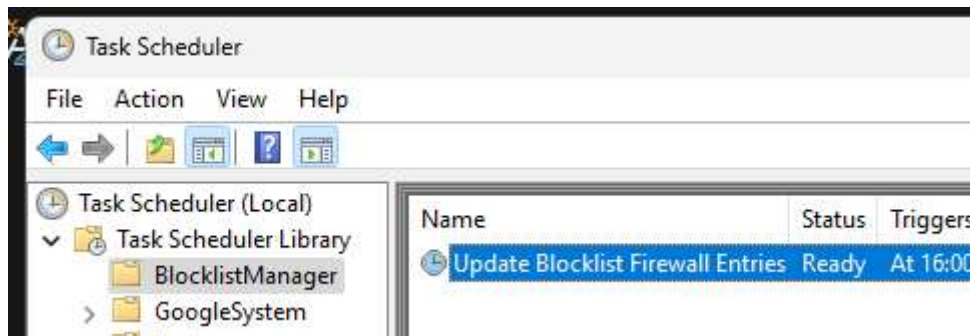 Task Scheduler
File Action View Help
Task Scheduler (Local)
Task Scheduler Library
BlocklistManager
GoogleSystem
Name Status Triggers
Update Blocklist Firewall Entries Ready At 16:00